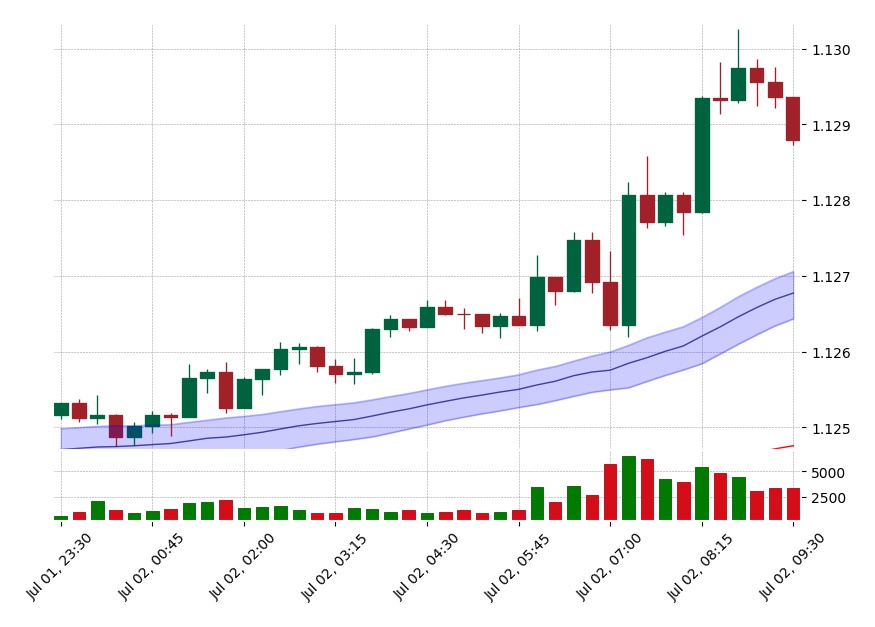 1.130
1.129
1.128
1.127
1.126
1.125
5000
2500
Jul 01, 23:30
Jul 02, 00:45
Jul 02, 02:00
Jul 02, 03:15
Jul 02, 04:30
Jul 02, 05:45
Jul 02, 07:00
Jul 02, 08:15
Jul 02, 09:30